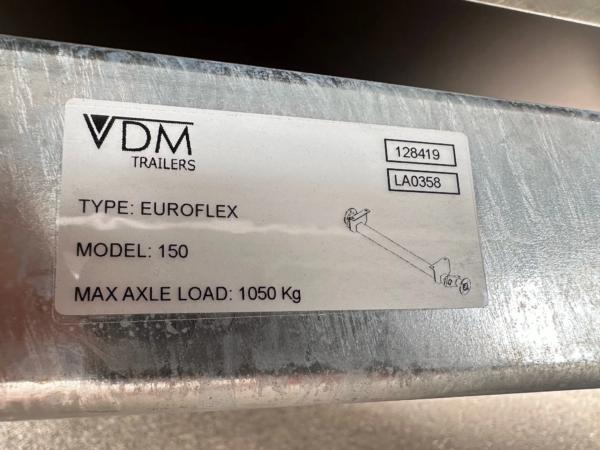 VDM
TRAILERS
128419
LA0358
TYPE: EUROFLEX
MODEL: 150
MAX AXLE LOAD: 1050 Kg